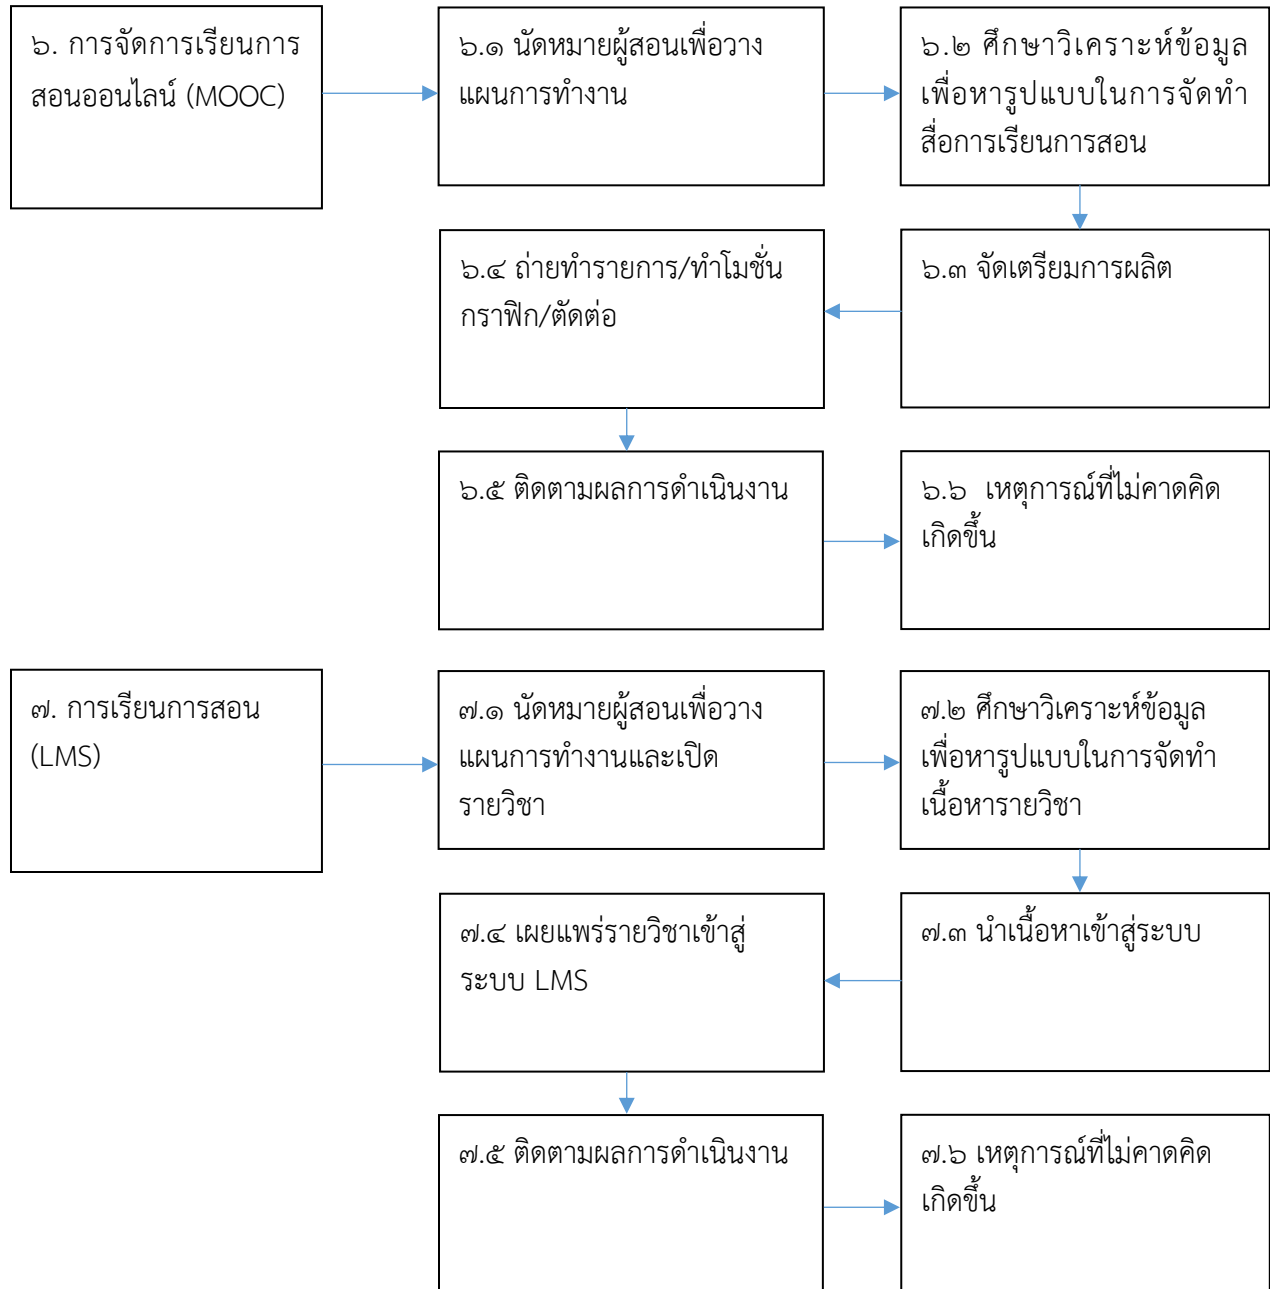 ๖. การจัดการเรียนการ
สอนออนไลน์ (MOOC)
๖.๑ นัดหมายผู้สอนเพื่อวาง
แผนการทำงาน
๖.๒ ศึกษาวิเคราะห์ข้อมูล
เพื่อหารูปแบบในการจัดทำ
สื่อการเรียนการสอน
๖.๓ จัดเตรียมการผลิต
๖.๔ ถ่ายทำรายการ/ทำโมชั่น
กราฟิก/ตัดต่อ
๖.๕ ติดตามผลการดำเนินงาน
๖.๖ เหตุการณ์ที่ไม่คาดคิด
เกิดขึ้น
๗. การเรียนการสอน
(LMS)
๗.๑ นัดหมายผู้สอนเพื่อวาง
แผนการทำงานและเปิด
รายวิชา
๗.๒ ศึกษาวิเคราะห์ข้อมูล
เพื่อหารูปแบบในการจัดทำ
เนื้อหารายวิชา
๗.๓ นำเนื้อหาเข้าสู่ระบบ
๗.๔ เผยแพร่รายวิชาเข้าสู่
ระบบ LMS
๗.๕ ติดตามผลการดำเนินงาน
๗.๖ เหตุการณ์ที่ไม่คาดคิด
เกิดขึ้น